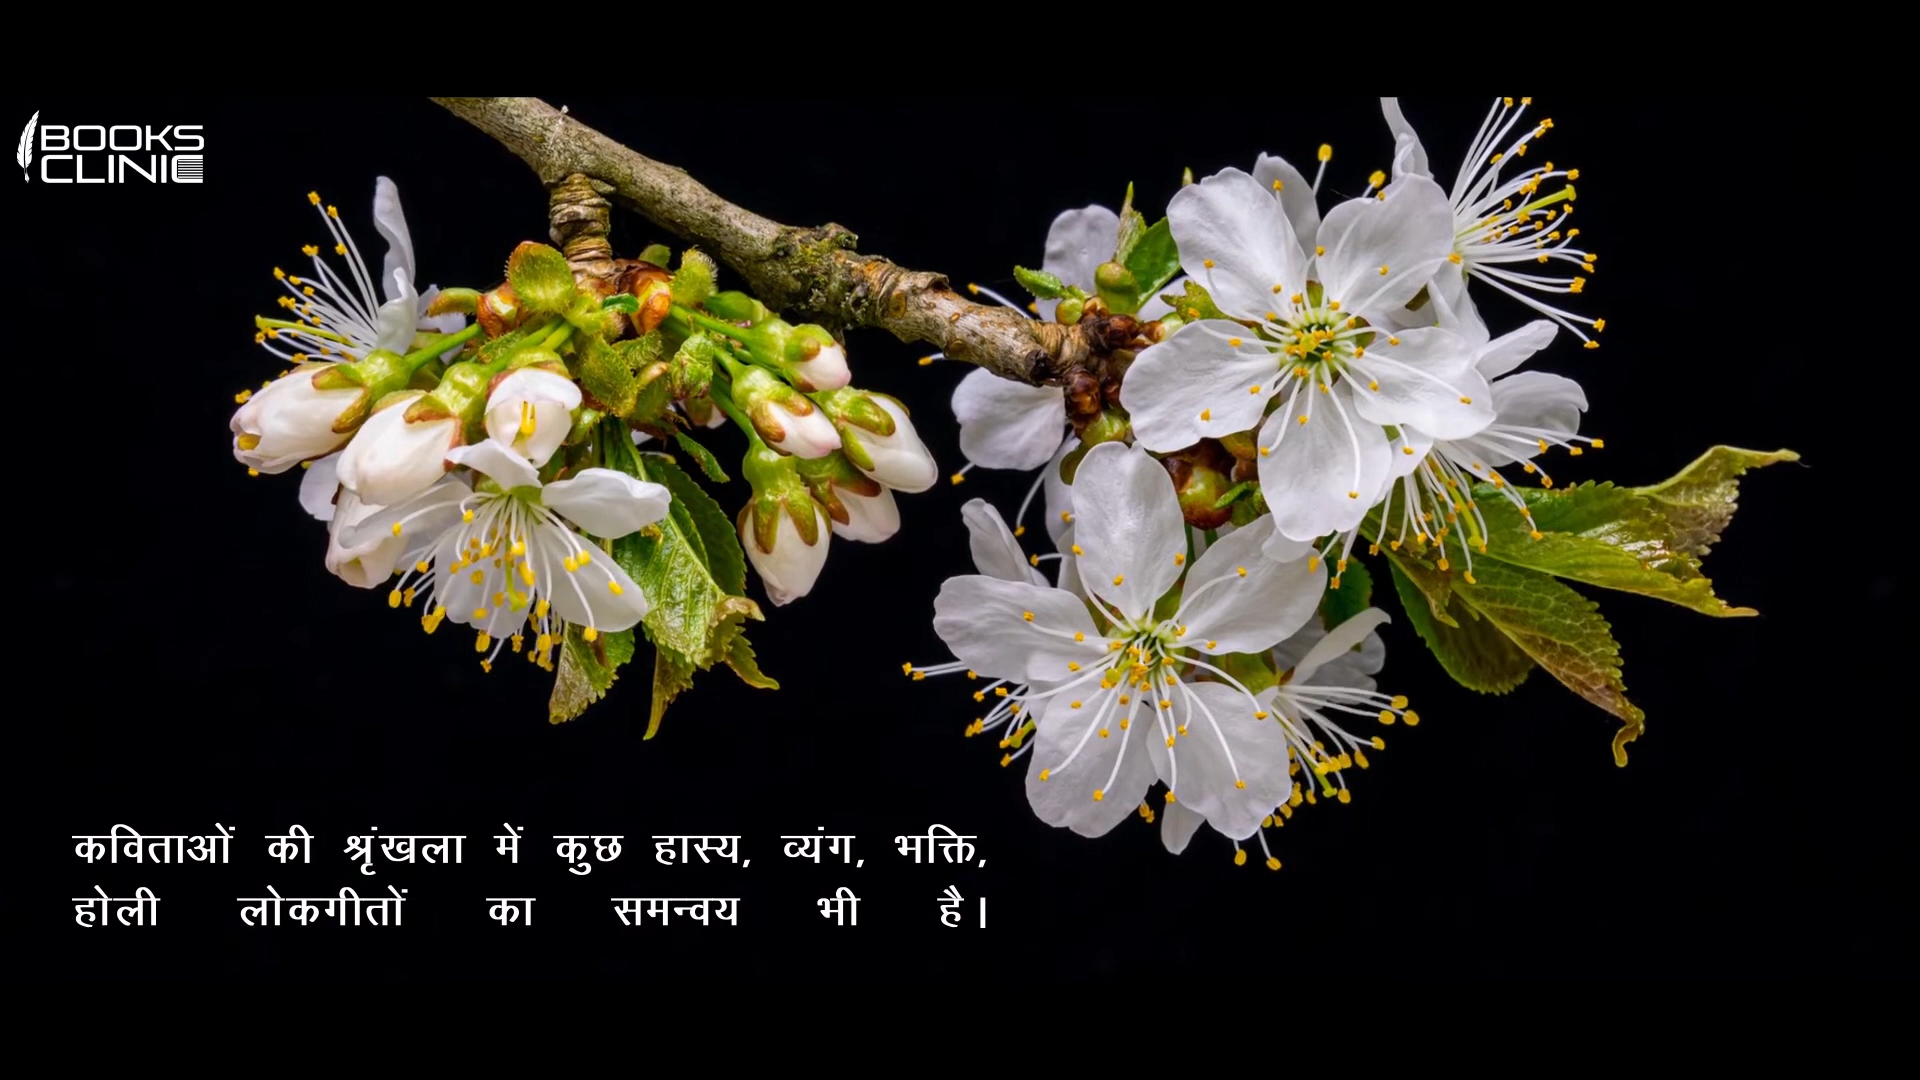 BOOKS
CLINIC
कविताओं की श्रृंखला में कुछ हास्य, व्यंग, भक्ति,
होली लोकगीतों का समन्वय भी है।